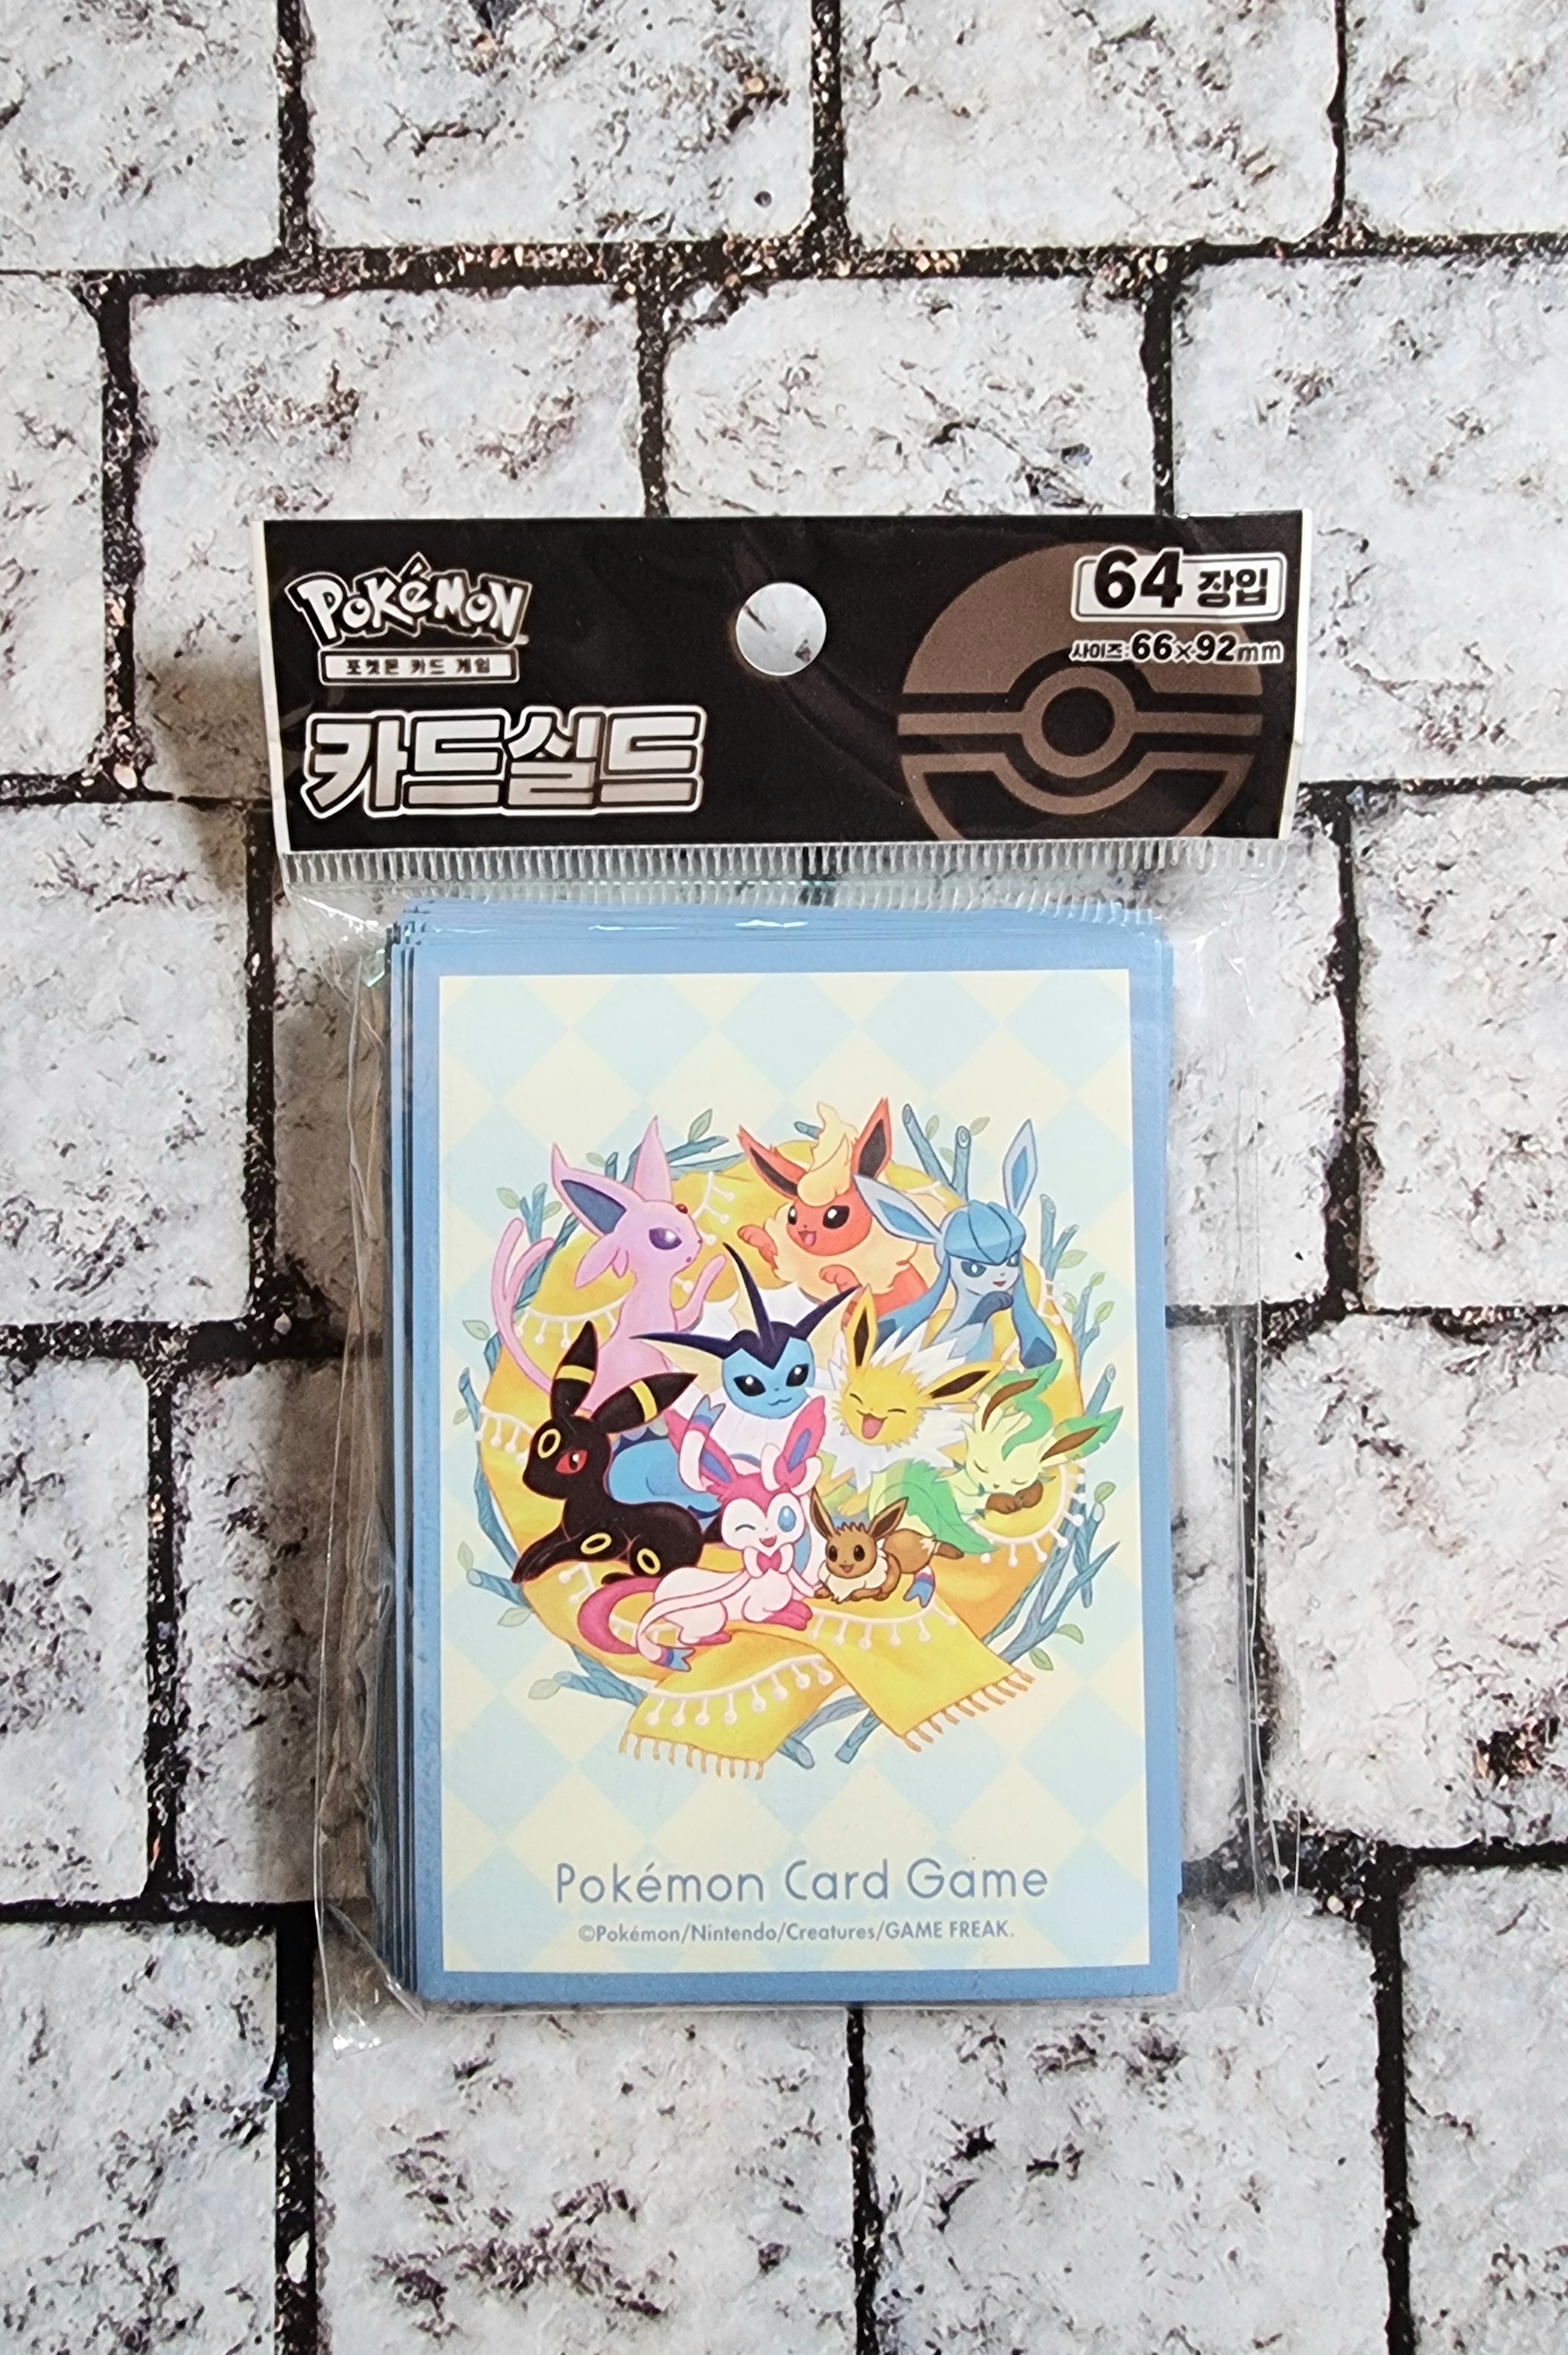 Pokémon
포켓몬 카드 게임
카드실드
64 장입
사이즈:66×92mm
Pokémon Card Game
©Pokémon/Nintendo/Creatures/GAME FREAK.